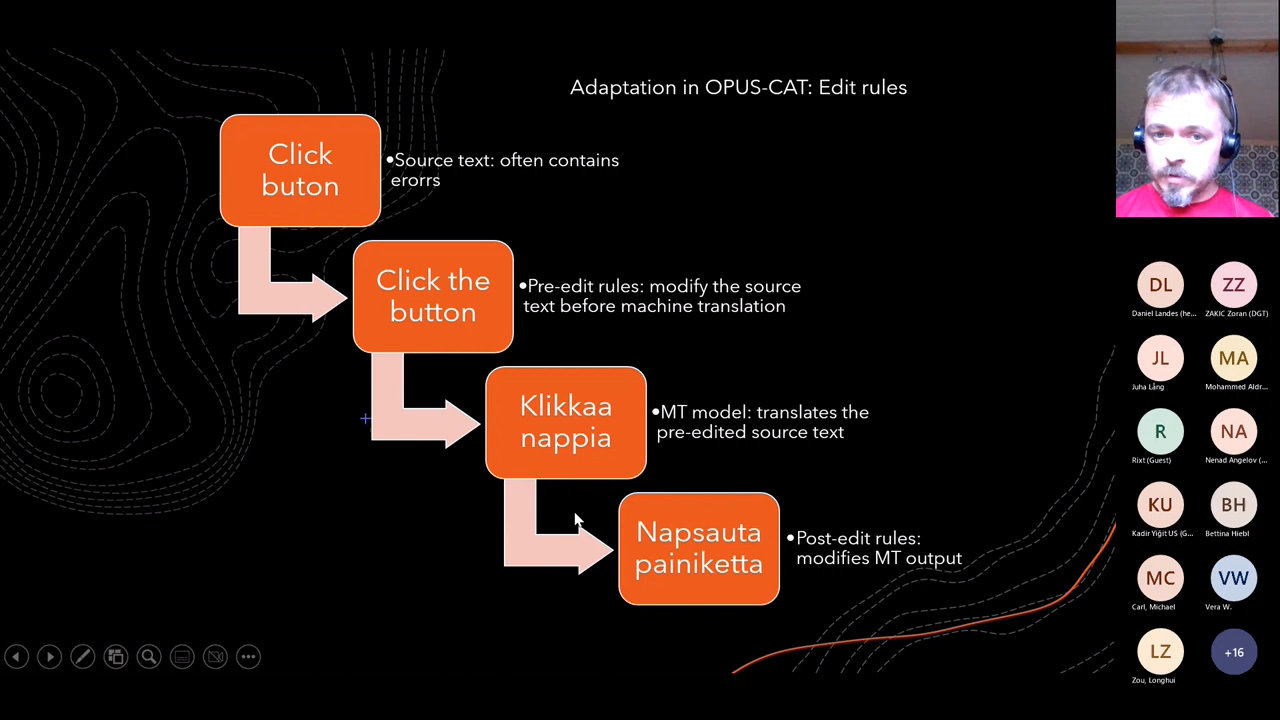 Adaptation in OPUS-CAT: Edit rules
Click
buton
•Source text: often contains
erorrs
Click the
button
•Pre-edit rules: modify the source
text before machine translation
Klikkaa
nappia
•MT model: translates the
pre-edited source text
Napsauta
painiketta
•Post-edit rules:
modifies MT output
DL
Daniel Landes (he...
ZZ
ZAKIC Zoran (DGT)
JL
Juha Lång
MA
Mohammed Aldr...
R
Rixt (Guest)
NA
Nenad Angelov (...
KU
Kadir Yiğit US (G...
BH
Bettina Hiebl
MC
Carl, Michael
VW
Vera W.
LZ
Zou, Longhui
+16